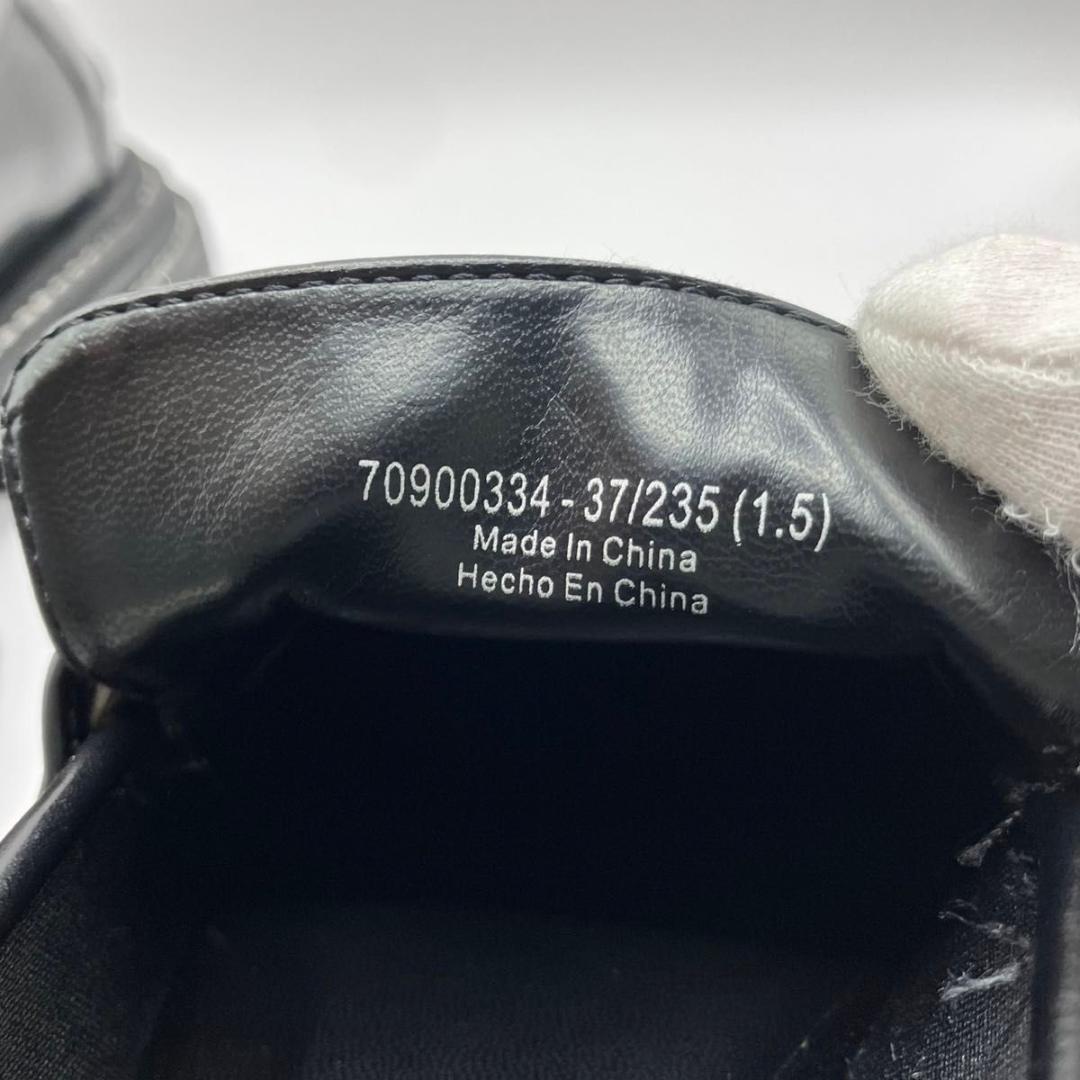 70900334 - 37/235 (1.5)
Made In China
Hecho En China